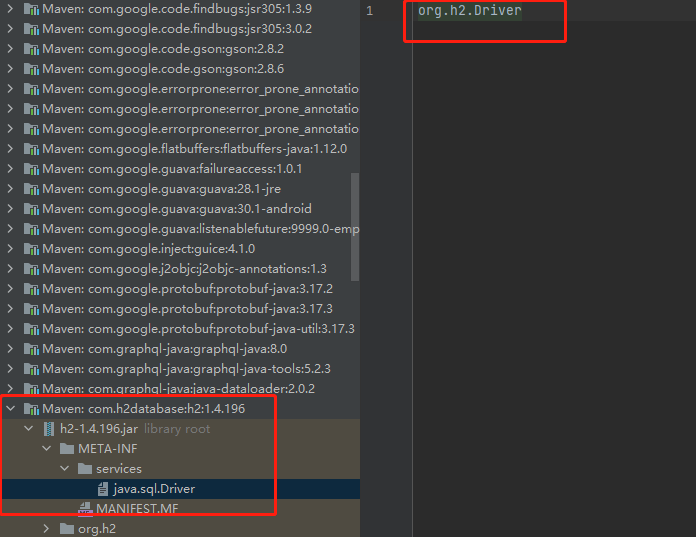 Maven: com.google.code.findbugs:jsr305:1.3.9
Maven: com.google.code.findbugs:jsr305:3.0.2
Maven: com.google.code.gson:gson:2.8.2
Maven: com.google.code.gson:gson:2.8.6
Maven: com.google.errorprone:error_prone_annotatio
Maven: com.google.errorprone:error_prone_annotation
Maven: com.google.errorprone:error_prone_annotation
Maven: com.google.flatbuffers:flatbuffers-java:1.12.0
Maven: com.google.guava:failureaccess:1.0.1
Maven: com.google.guava:guava:28.1-jre
Maven: com.google.guava:guava:30.1-android
Maven: com.google.guava:listenablefuture:9999.0-emp
Maven: com.google.inject:guice:4.1.0
Maven: com.google.j2objc:j2objc-annotations:1.3
Maven: com.google.protobuf:protobuf-java:3.17.2
Maven: com.google.protobuf:protobuf-java:3.17.3
Maven: com.google.protobuf:protobuf-java-util:3.17.3
Maven: com.graphql-java:graphql-java:8.0
Maven: com.graphql-java:graphql-java-tools:5.2.3
Maven: com.graphql-java:java-dataloader:2.0.2
Maven: com.h2database:h2:1.4.196
h2-1.4.196.jar library root
META-INF
services
java.sql.Driver
MANIFEST.MF
org.h2
1 org.h2.Driver